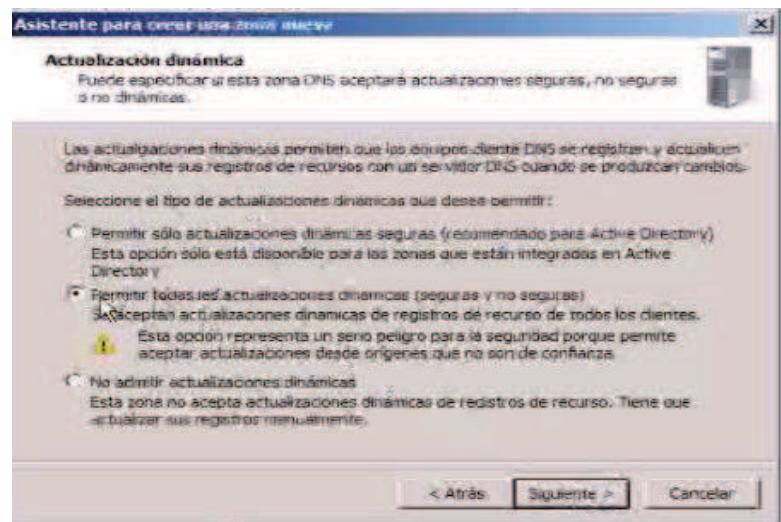 Asistente para crear una zona nueva
Actualización dinámica
Puede especificar si esta zona DNS aceptará actualizaciones seguras, no seguras
o no dinámicas.
Las actualizaciones dinámicas permiten que los equipos cliente DNS se registren y actualicen
dinámicamente sus registros de recursos con un servidor DNS cuando se produzcan cambios.
Seleccione el tipo de actualizaciones dinámicas que desea permitir:
Permitir sólo actualizaciones dinámicas seguras (recomendado para Active Directory)
Esta opción sólo está disponible para las zonas que están integradas en Active
Directory
Permitir todas las actualizaciones dinámicas (seguras y no seguras)
Se aceptan actualizaciones dinámicas de registros de recurso de todos los clientes.
Esta opción representa un serio peligro para la seguridad porque permite
aceptar actualizaciones desde orígenes que no son de confianza.
No admitir actualizaciones dinámicas
Esta zona no acepta actualizaciones dinámicas de registros de recurso. Tiene que
actualizar sus registros manualmente.
< Atrás
Siguiente >
Cancelar